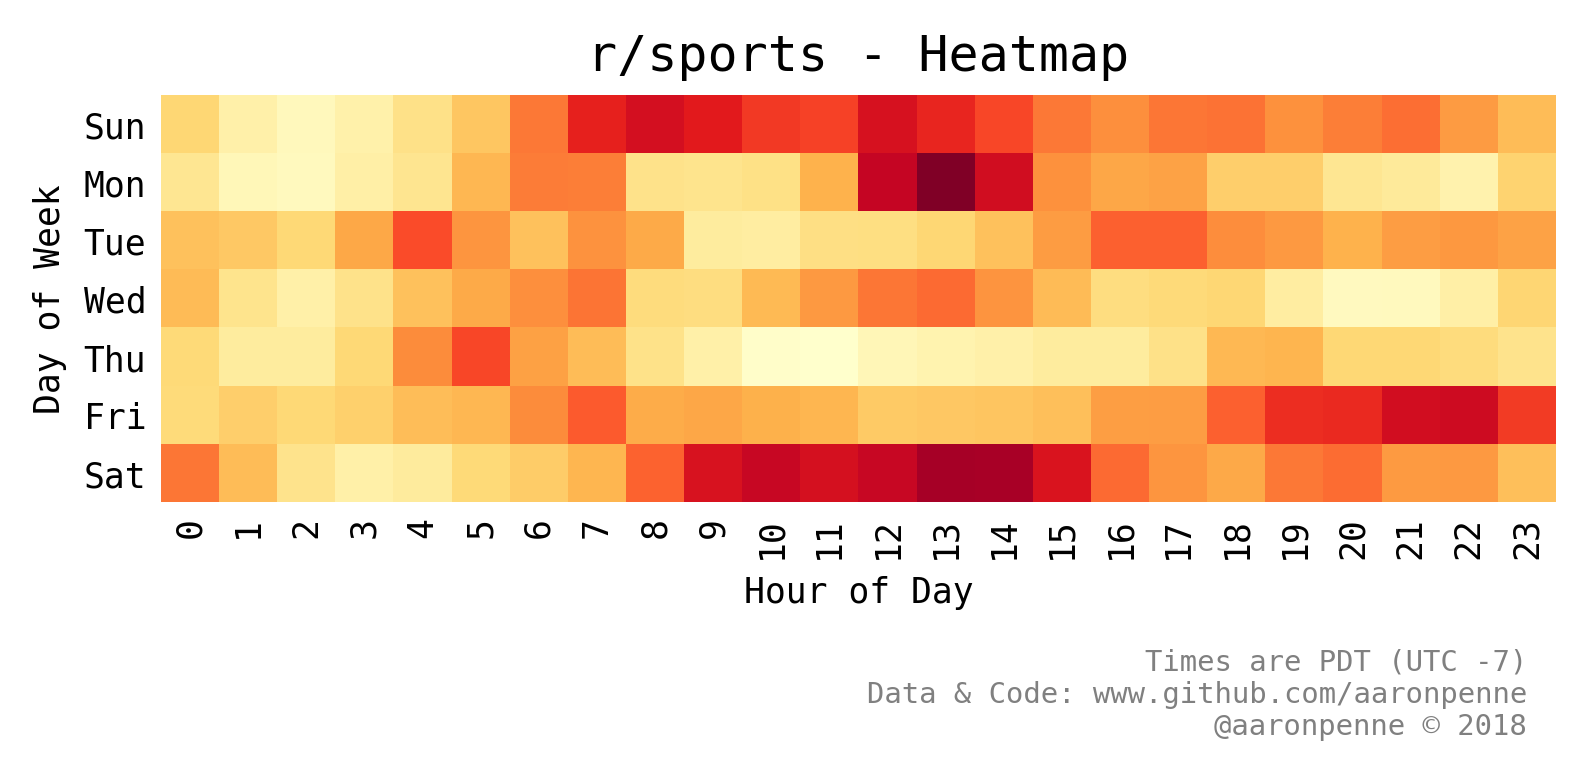 r/sports - Heatmap
Day of Week
Sun
Mon
Tue
Wed
Thu
Fri
Sat
0 1 2 3 4 5 6 7 8 9 10 11 12 13 14 15 16 17 18 19 20 21 22 23
Hour of Day
Times are PDT (UTC -7)
Data & Code: www.github.com/aaronpenne
@aaronpenne © 2018